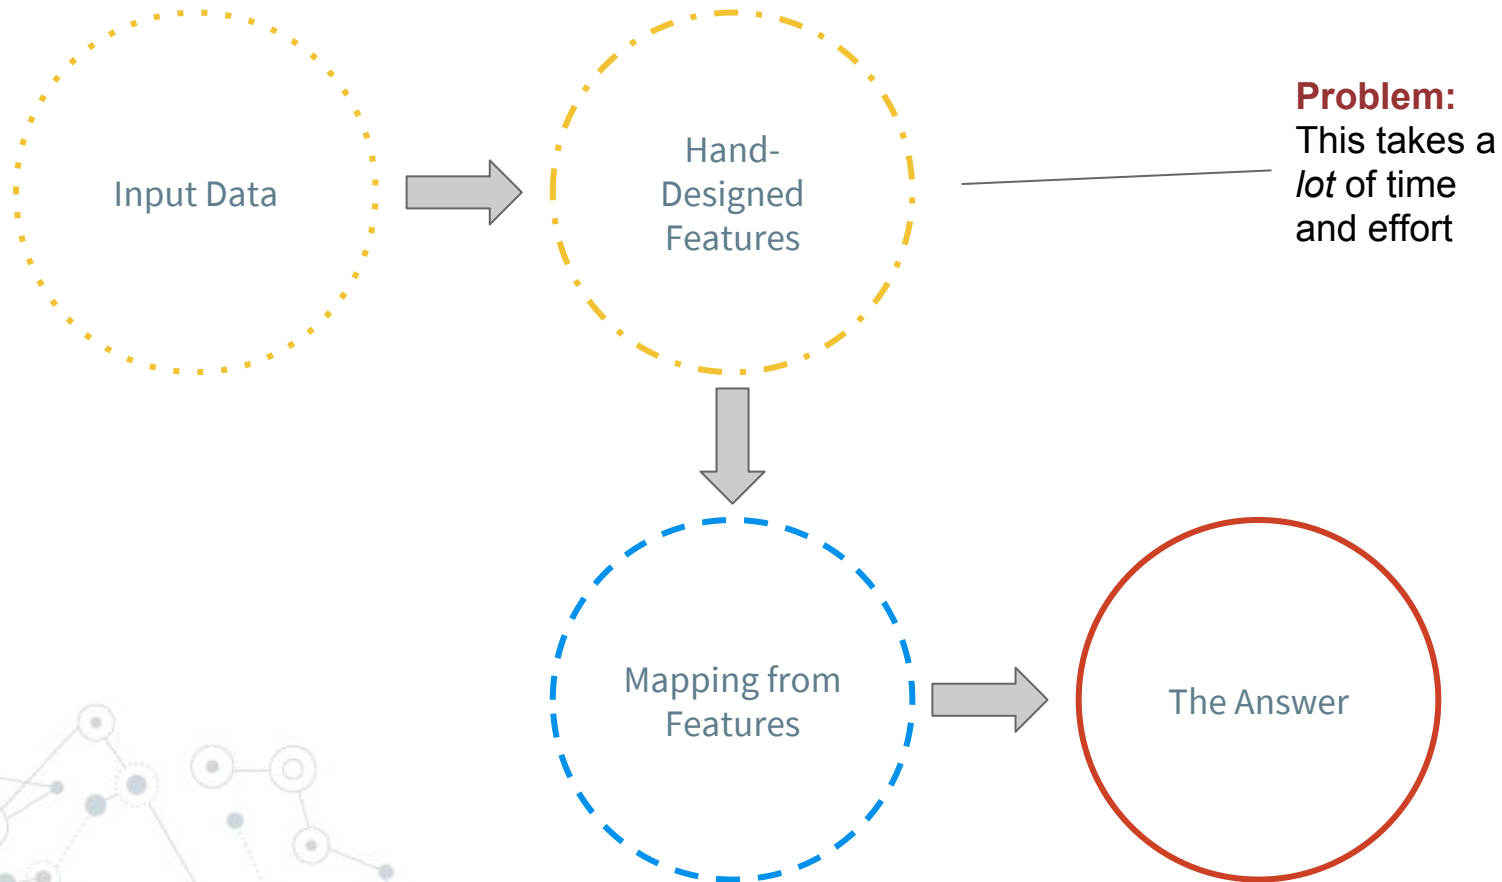 Input Data
Hand-
Designed
Features
Problem:
This takes a
lot of time
and effort
Mapping from
Features
The Answer